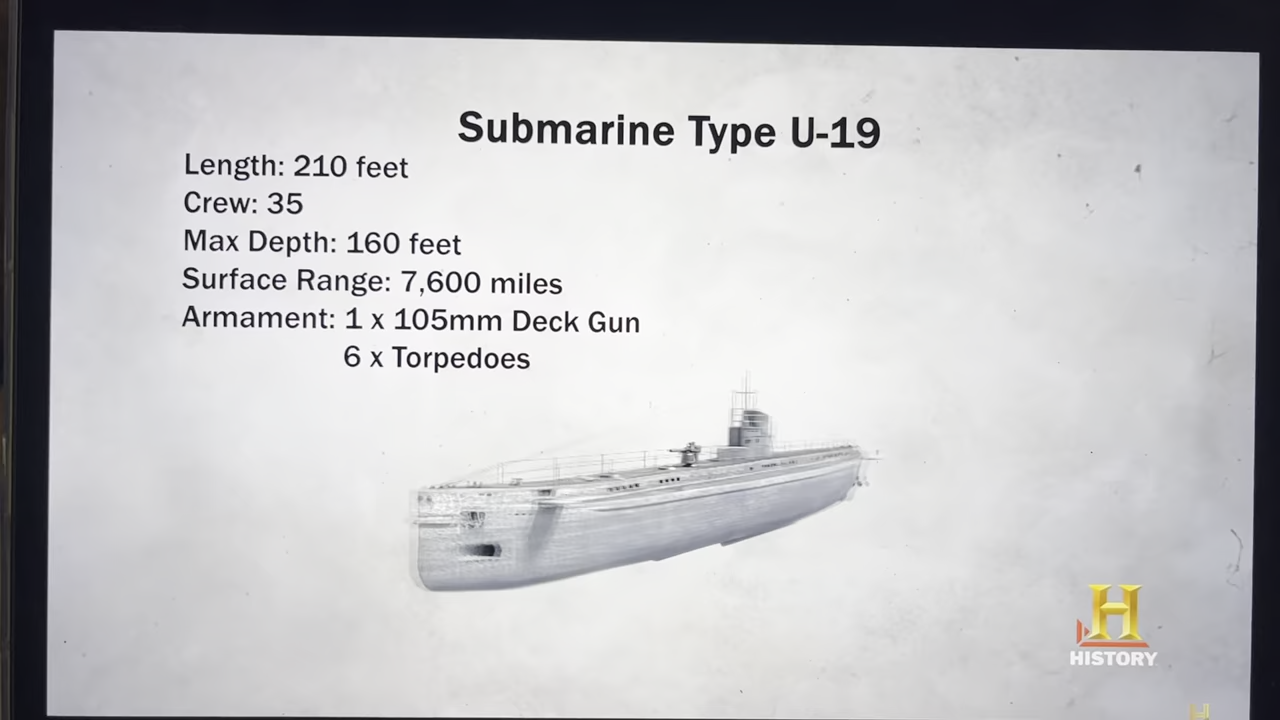 Submarine Type U-19
Length: 210 feet
Crew: 35
Max Depth: 160 feet
Surface Range: 7,600 miles
Armament: 1 x 105mm Deck Gun
6 x Torpedoes
H
HISTORY
H